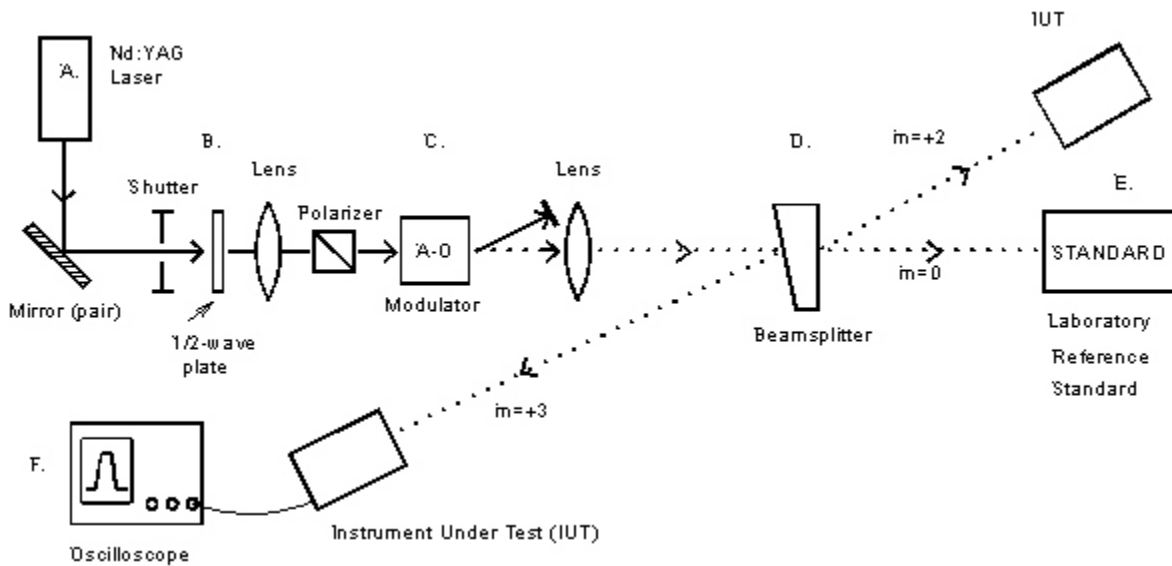 IUT
A.
Nd:YAG
Laser
B.
C.
D.
m=+2
E.
Shutter
Lens
Polarizer
Lens
A-O
STANDARD
m=0
Mirror (pair)
Modulator
Beamsplitter
Laboratory
Reference
Standard
1/2-wave
plate
m=+3
F.
Instrument Under Test (IUT)
Oscilloscope